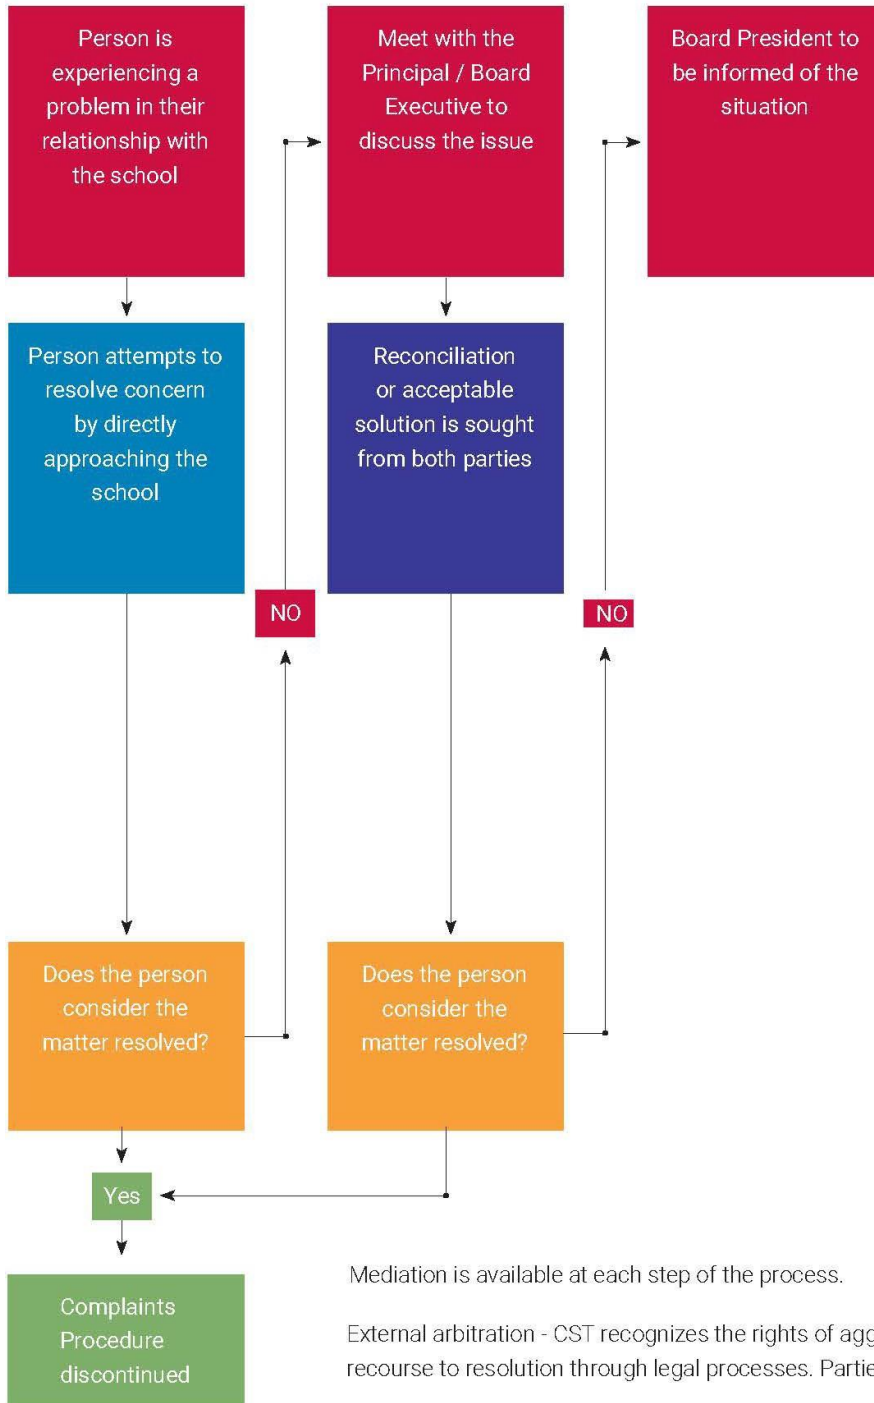 Person is
experiencing a
problem in their
relationship with
the school
Meet with the
Principal / Board
Executive to
discuss the issue
Board President to
be informed of the
situation
Person attempts to
resolve concern
by directly
approaching the
school
Reconciliation
or acceptable
solution is sought
from both parties
NO
NO
Does the person
consider the
matter resolved?
Does the person
consider the
matter resolved?
Yes
Complaints
Procedure
discontinued
Mediation is available at each step of the process.
External arbitration - CST recognizes the rights of
recourse to resolution through legal processes.